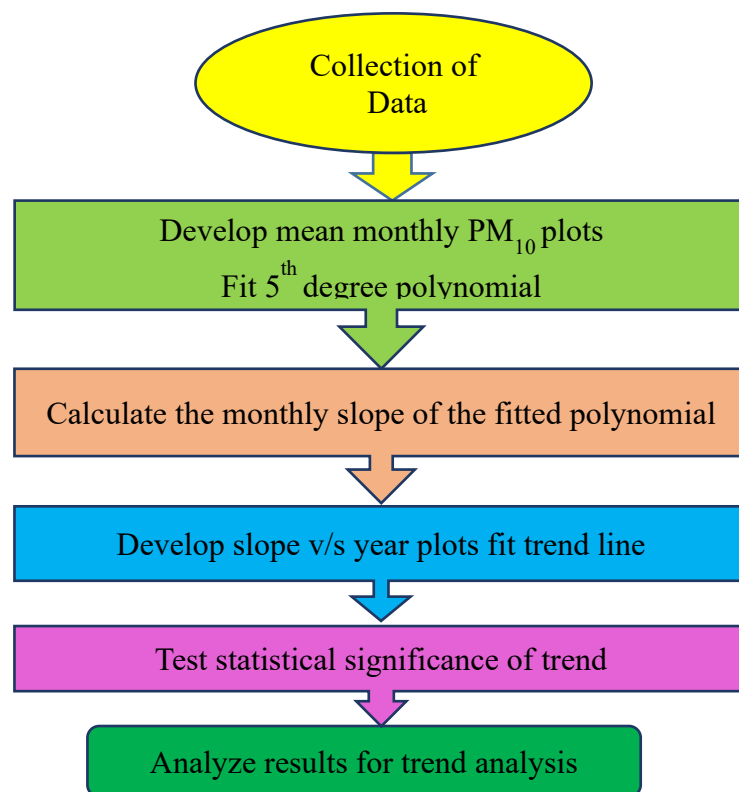 Collection of
Data
Develop mean monthly PM₁₀ plots
Fit 5ᵗʰ degree polynomial
Calculate the monthly slope of the fitted polynomial
Develop slope v/s year plots fit trend line
Test statistical significance of trend
Analyze results for trend analysis